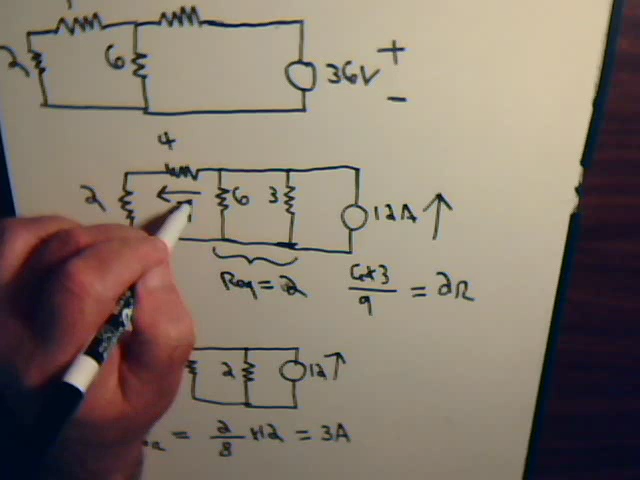 2 6 36V + −
4
2 6 3 12A ↑
Req = 2 6*3/9 = 2Ω
2 12 ↑
= 2/8 *12 = 3A